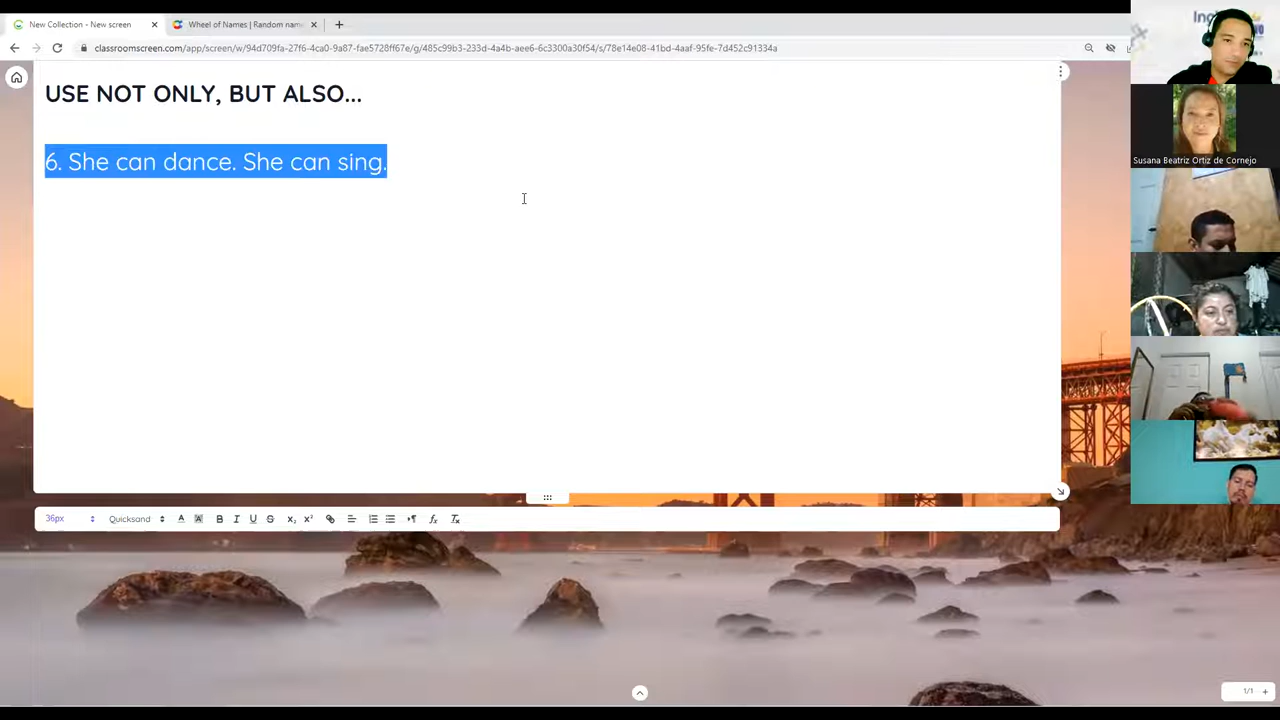 New Collection - New screen
Wheel of Names | Random nam
classroomscreen.com/app/screen/w/94d709fa-27f6-4ca0-9a87-fae5728ff67e/g/485c99b3-233d-4a4b-aee6-6c3300a30f54/s/78e14e08-41bd-4aaf-95fe-7d452c91334a
USE NOT ONLY, BUT ALSO...
6. She can dance. She can sing.
Susana Beatriz Ortiz de Cornejo
36px
Quicksand
1/1